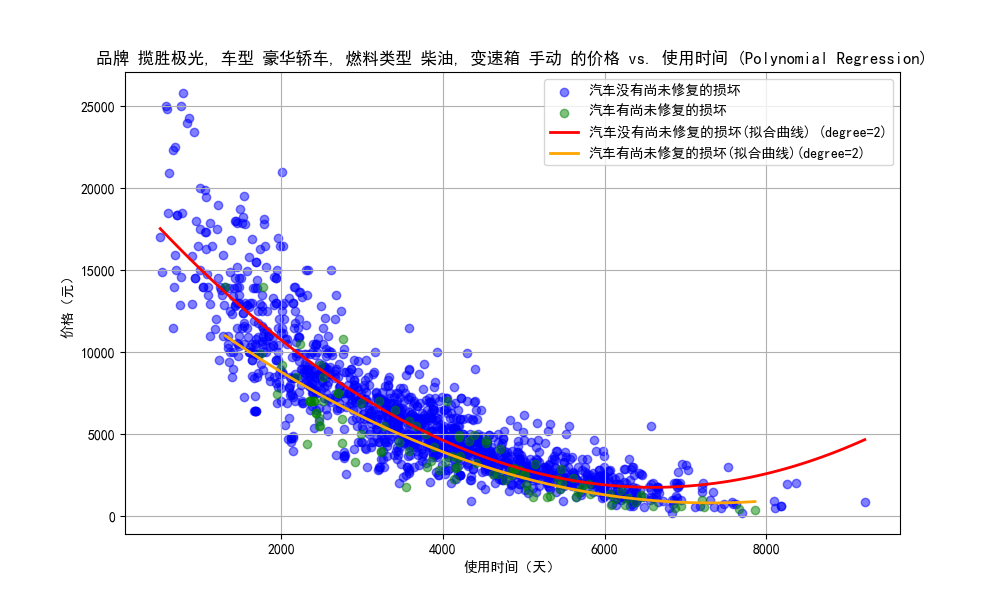 品牌 揽胜极光, 车型 豪华轿车, 燃料类型 柴油, 变速箱 手动 的价格 vs. 使用时间 (Polynomial Regression)
汽车没有尚未修复的损坏
汽车有尚未修复的损坏
汽车没有尚未修复的损坏(拟合曲线) (degree=2)
汽车有尚未修复的损坏(拟合曲线)(degree=2)
价格（元）
25000
20000
15000
10000
5000
0
2000
4000
6000
8000
使用时间（天）